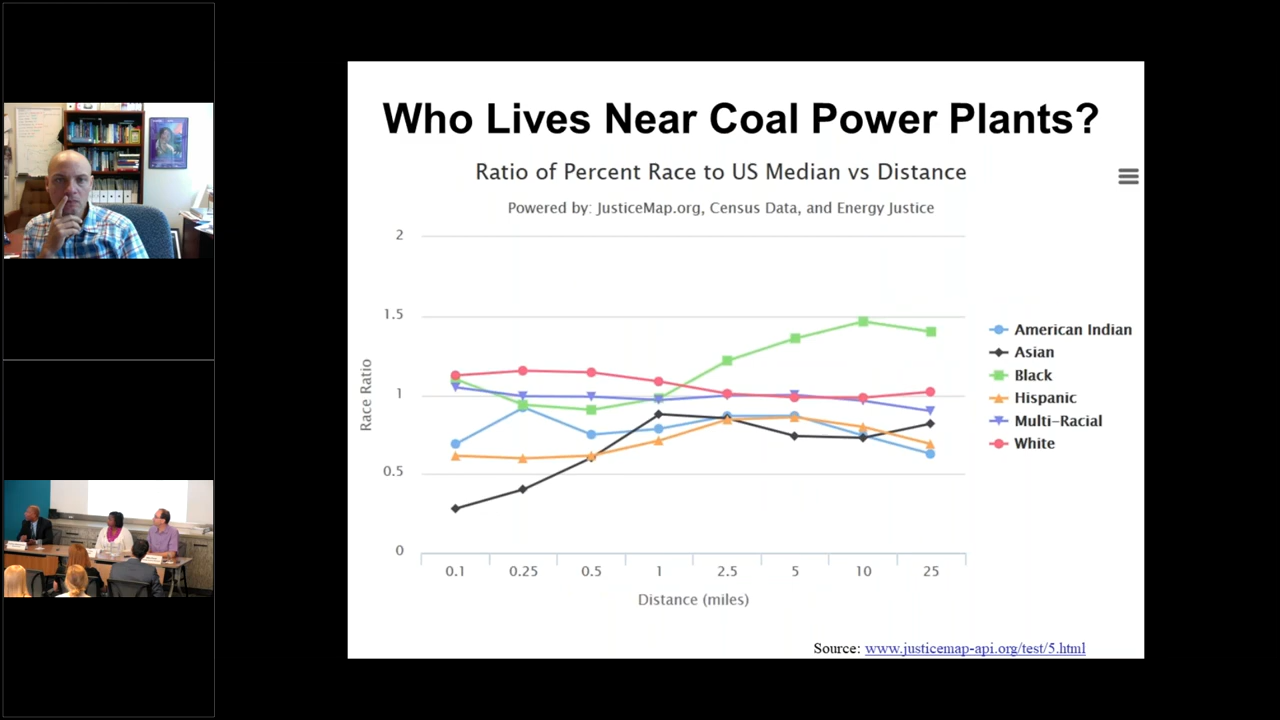 Who Lives Near Coal Power Plants?
Ratio of Percent Race to US Median vs Distance
Powered by: JusticeMap.org, Census Data, and Energy Justice
2
1.5
1
0.5
0
Race Ratio
0.1 0.25 0.5 1 2.5 5 10 25
Distance (miles)
American Indian
Asian
Black
Hispanic
Multi-Racial
White
Source: www.justicemap-api.org/test/5.html